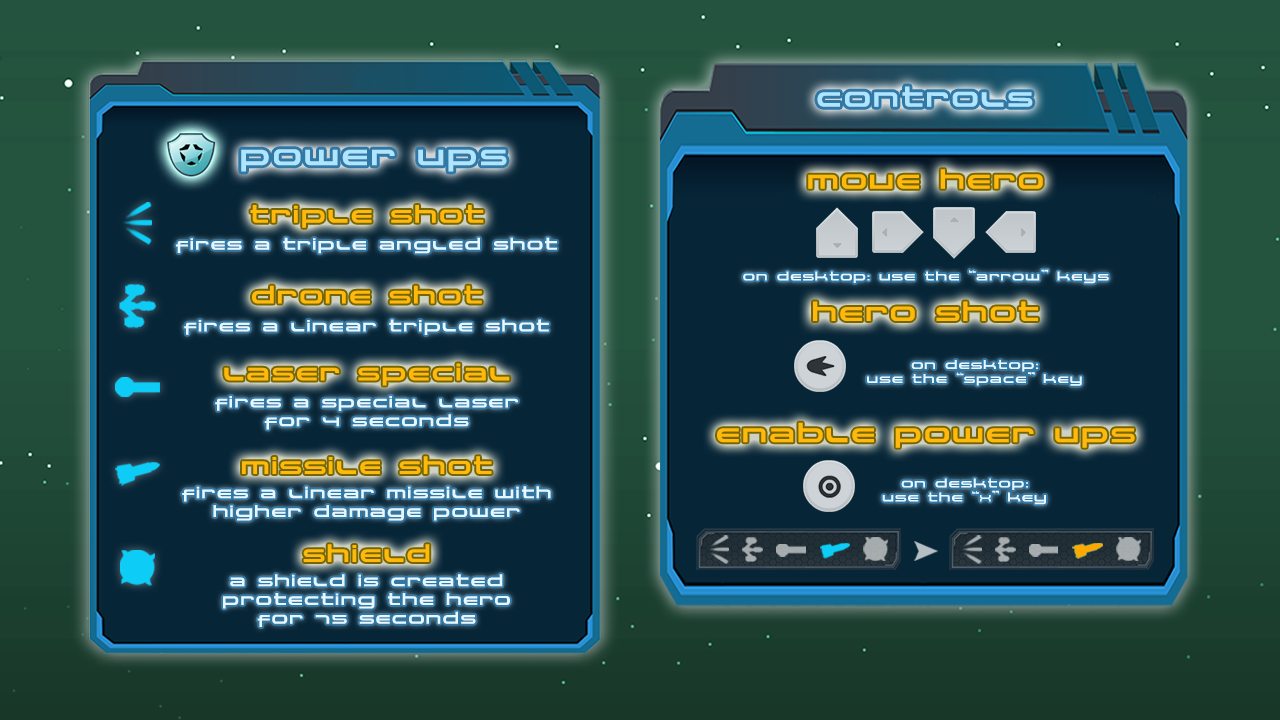 power ups
triple shot
fires a triple angled shot
drone shot
fires a linear triple shot
laser special
fires a special laser
for 4 seconds
missile shot
fires a linear missile with
higher damage power
shield
a shield is created
protecting the hero
for 75 seconds
controls
move hero
on desktop: use the "arrow" keys
hero shot
on desktop:
use the "space" key
enable power ups
on desktop:
use the "x" key